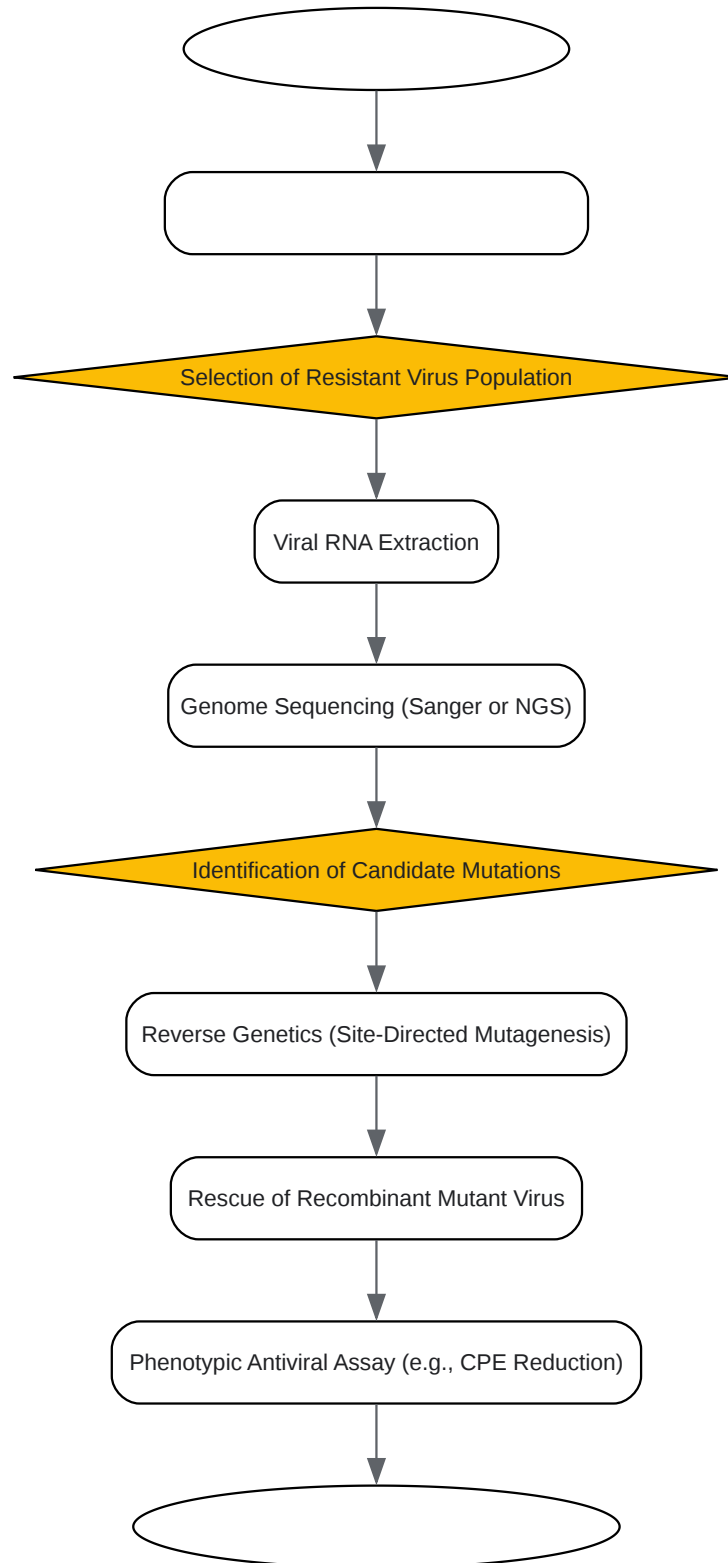 Selection of Resistant Virus Population
Viral RNA Extraction
Genome Sequencing (Sanger or NGS)
Identification of Candidate Mutations
Reverse Genetics (Site-Directed Mutagenesis)
Rescue of Recombinant Mutant Virus
Phenotypic Antiviral Assay (e.g., CPE Reduction)